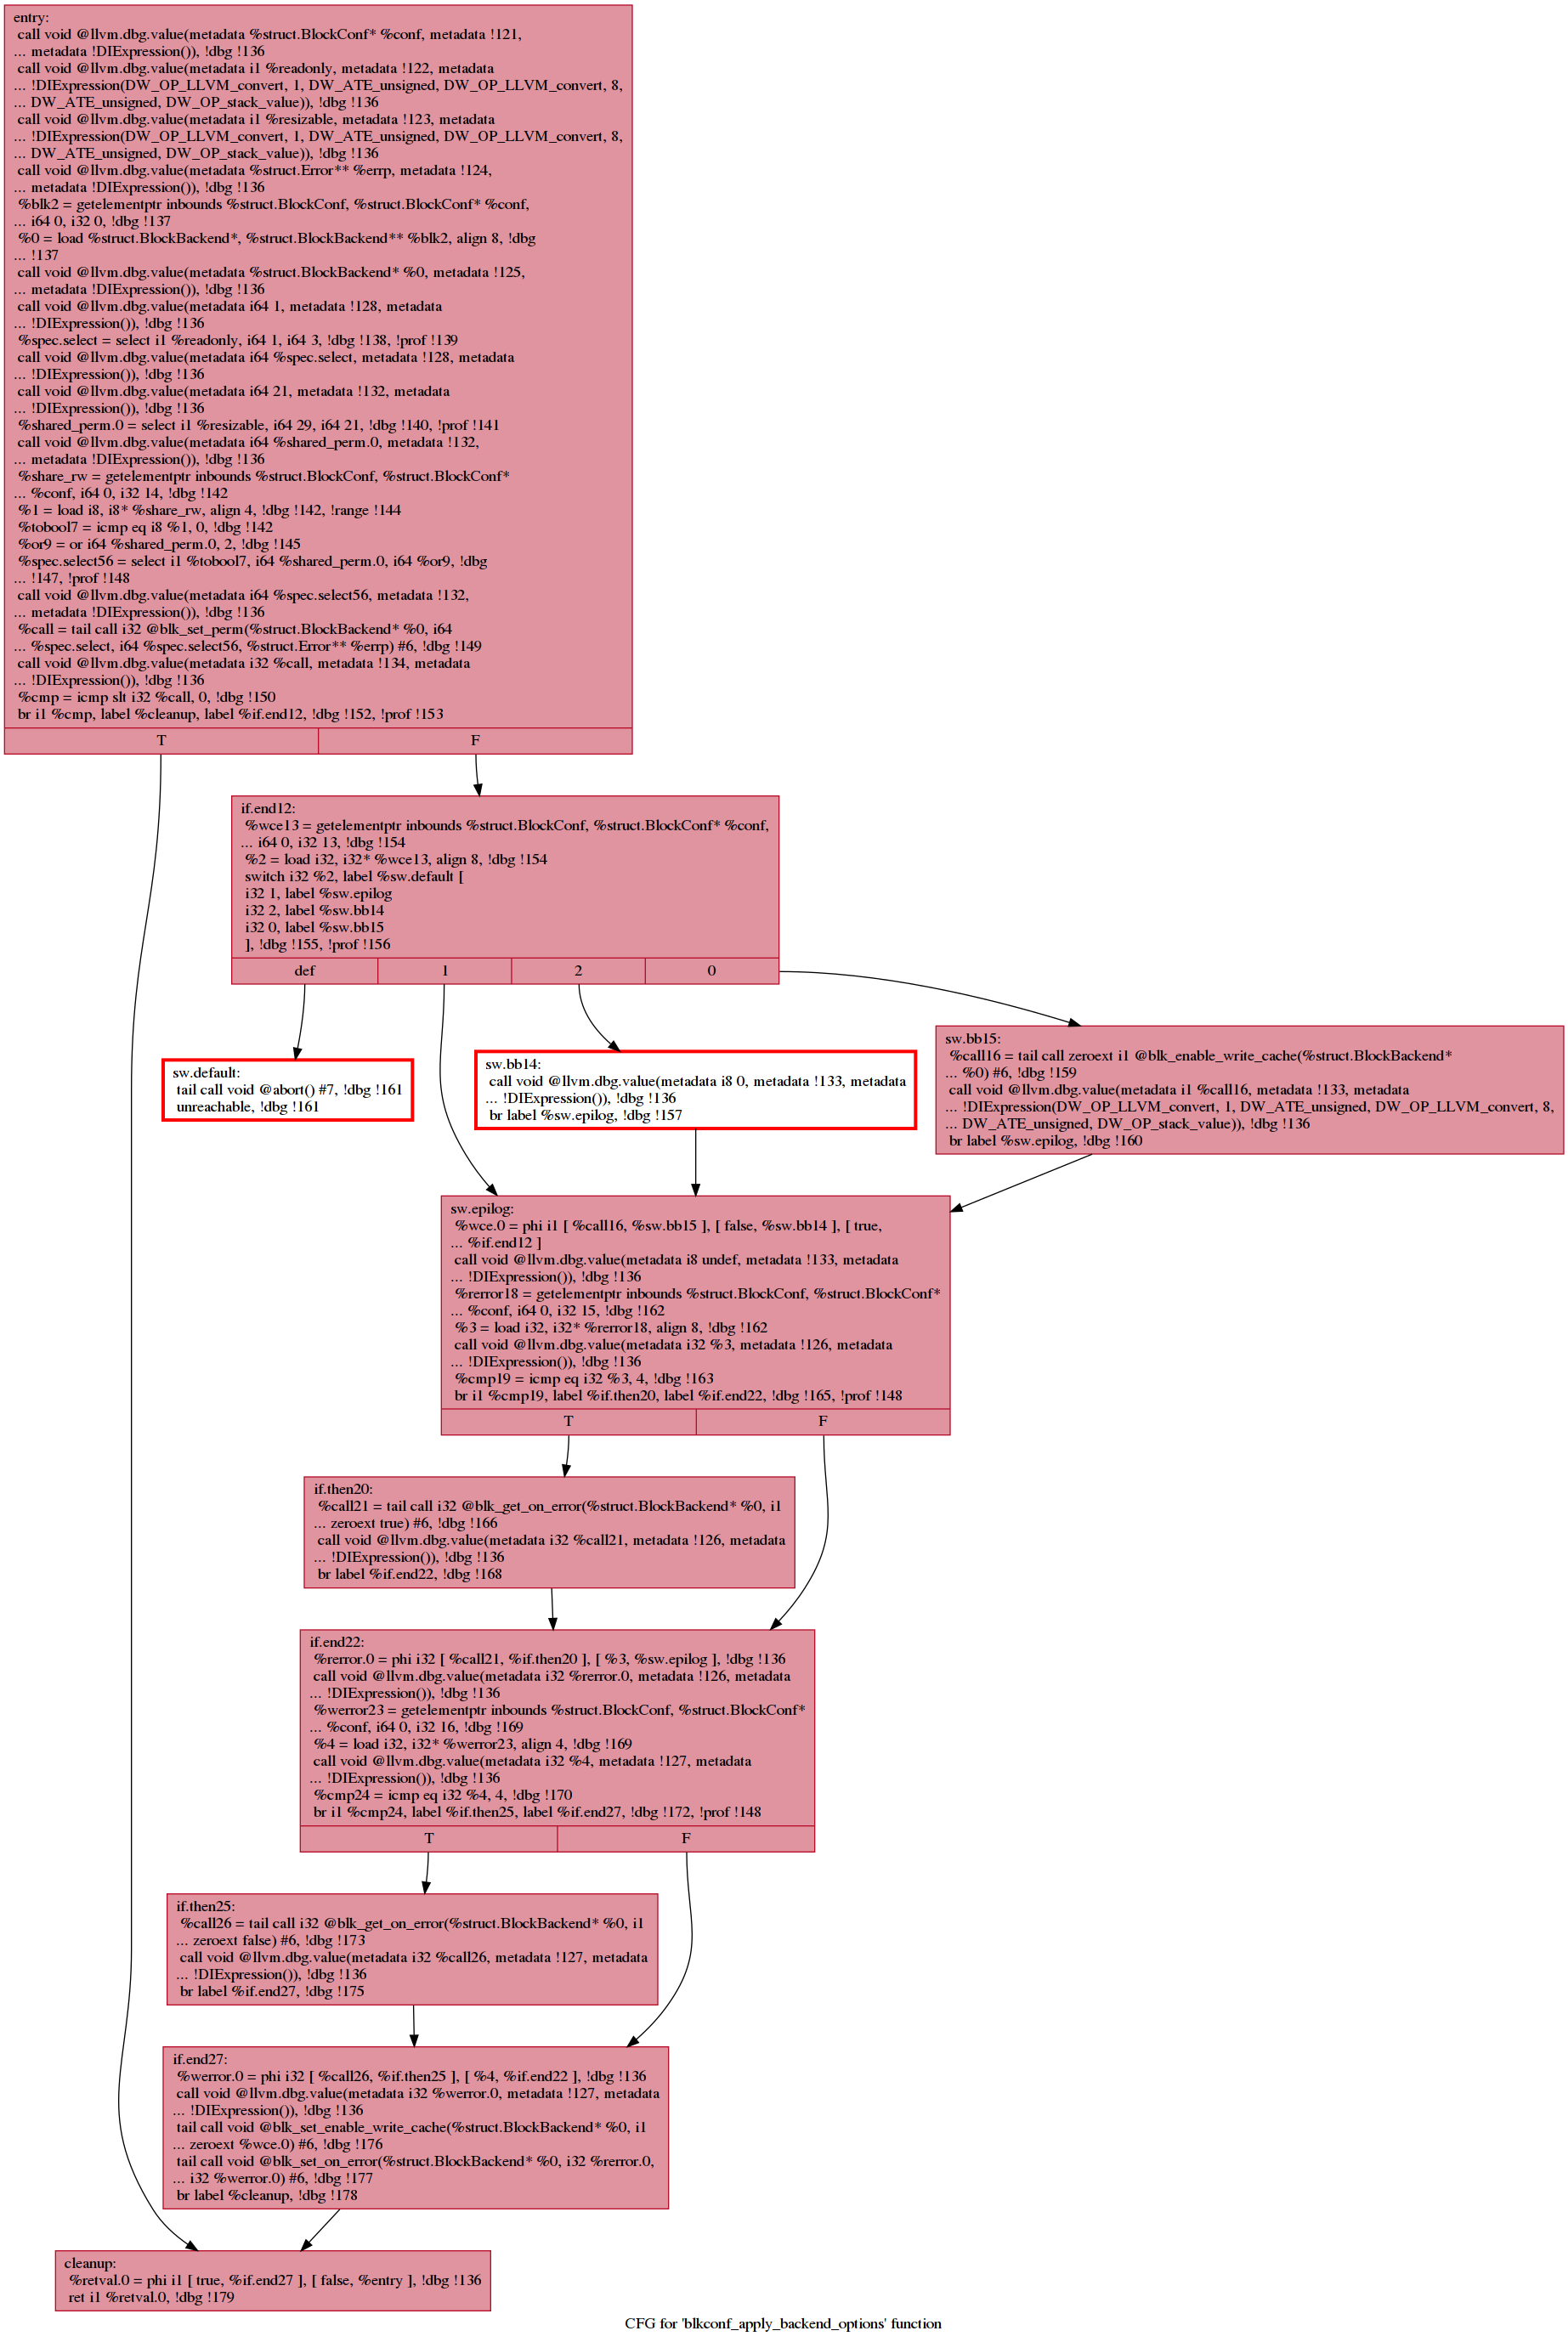 entry:
call void @llvm.dbg.value(metadata %struct.BlockConf* %conf, metadata !121,
... metadata !DIExpression()), !dbg !136
call void @llvm.dbg.value(metadata i1 %readonly, metadata !122, metadata
... !DIExpression(DW_OP_LLVM_convert, 1, DW_ATE_unsigned, DW_OP_LLVM_convert, 8,
... DW_ATE_unsigned, DW_OP_stack_value)), !dbg !136
call void @llvm.dbg.value(metadata i1 %resizable, metadata !123, metadata
... !DIExpression(DW_OP_LLVM_convert, 1, DW_ATE_unsigned, DW_OP_LLVM_convert, 8,
... DW_ATE_unsigned, DW_OP_stack_value)), !dbg !136
call void @llvm.dbg.value(metadata %struct.Error** %errp, metadata !124,
... metadata !DIExpression()), !dbg !136
%blk2 = getelementptr inbounds %struct.BlockConf, %struct.BlockConf* %conf,
... i64 0, i32 0, !dbg !137
%0 = load %struct.BlockBackend*, %struct.BlockBackend** %blk2, align 8, !dbg
... !137
call void @llvm.dbg.value(metadata %struct.BlockBackend* %0, metadata !125,
... metadata !DIExpression()), !dbg !136
call void @llvm.dbg.value(metadata i64 1, metadata !128, metadata
... !DIExpression()), !dbg !136
%spec.select = select i1 %readonly, i64 1, i64 3, !dbg !138, !prof !139
call void @llvm.dbg.value(metadata i64 %spec.select, metadata !128, metadata
... !DIExpression()), !dbg !136
call void @llvm.dbg.value(metadata i64 21, metadata !132, metadata
... !DIExpression()), !dbg !136
%shared_perm.0 = select i1 %resizable, i64 29, i64 21, !dbg !140, !prof !141
call void @llvm.dbg.value(metadata i64 %shared_perm.0, metadata !132,
... metadata !DIExpression()), !dbg !136
%share_rw = getelementptr inbounds %struct.BlockConf, %struct.BlockConf*
... %conf, i64 0, i32 14, !dbg !142
%1 = load i8, i8* %share_rw, align 4, !dbg !142, !range !144
%tobool7 = icmp eq i8 %1, 0, !dbg !142
%or9 = or i64 %shared_perm.0, 2, !dbg !145
%spec.select56 = select i1 %tobool7, i64 %shared_perm.0, i64 %or9, !dbg
... !147, !prof !148
call void @llvm.dbg.value(metadata i64 %spec.select56, metadata !132,
... metadata !DIExpression()), !dbg !136
%call = tail call i32 @blk_set_perm(%struct.BlockBackend* %0, i64
... %spec.select, i64 %spec.select56, %struct.Error** %errp) #6, !dbg !149
call void @llvm.dbg.value(metadata i32 %call, metadata !134, metadata
... !DIExpression()), !dbg !136
%cmp = icmp slt i32 %call, 0, !dbg !150
br i1 %cmp, label %cleanup, label %if.end12, !dbg !152, !prof !153
T F
if.end12:
%wce13 = getelementptr inbounds %struct.BlockConf, %struct.BlockConf* %conf,
... i64 0, i32 13, !dbg !154
%2 = load i32, i32* %wce13, align 8, !dbg !154
switch i32 %2, label %sw.default [
i32 1, label %sw.epilog
i32 2, label %sw.bb14
i32 0, label %sw.bb15
], !dbg !155, !prof !156
def 1 2 0
sw.default:
tail call void @abort() #7, !dbg !161
unreachable, !dbg !161
sw.bb14:
call void @llvm.dbg.value(metadata i8 0, metadata !133, metadata
... !DIExpression()), !dbg !136
br label %sw.epilog, !dbg !157
sw.bb15:
%call16 = tail call zeroext i1 @blk_enable_write_cache(%struct.BlockBackend*
... %0) #6, !dbg !159
call void @llvm.dbg.value(metadata i1 %call16, metadata !133, metadata
... !DIExpression(DW_OP_LLVM_convert, 1, DW_ATE_unsigned, DW_OP_LLVM_convert, 8,
... DW_ATE_unsigned, DW_OP_stack_value)), !dbg !136
br label %sw.epilog, !dbg !160
sw.epilog:
%wce.0 = phi i1 [ %call16, %sw.bb15 ], [ false, %sw.bb14 ], [ true,
... %if.end12 ]
call void @llvm.dbg.value(metadata i8 undef, metadata !133, metadata
... !DIExpression()), !dbg !136
%rerror18 = getelementptr inbounds %struct.BlockConf, %struct.BlockConf*
... %conf, i64 0, i32 15, !dbg !162
%3 = load i32, i32* %rerror18, align 8, !dbg !162
call void @llvm.dbg.value(metadata i32 %3, metadata !126, metadata
... !DIExpression()), !dbg !136
%cmp19 = icmp eq i32 %3, 4, !dbg !163
br i1 %cmp19, label %if.then20, label %if.end22, !dbg !165, !prof !148
T F
if.then20:
%call21 = tail call i32 @blk_get_on_error(%struct.BlockBackend* %0, i1
... zeroext true) #6, !dbg !166
call void @llvm.dbg.value(metadata i32 %call21, metadata !126, metadata
... !DIExpression()), !dbg !136
br label %if.end22, !dbg !168
if.end22:
%rerror.0 = phi i32 [ %call21, %if.then20 ], [ %3, %sw.epilog ], !dbg !136
call void @llvm.dbg.value(metadata i32 %rerror.0, metadata !126, metadata
... !DIExpression()), !dbg !136
%werror23 = getelementptr inbounds %struct.BlockConf, %struct.BlockConf*
... %conf, i64 0, i32 16, !dbg !169
%4 = load i32, i32* %werror23, align 4, !dbg !169
call void @llvm.dbg.value(metadata i32 %4, metadata !127, metadata
... !DIExpression()), !dbg !136
%cmp24 = icmp eq i32 %4, 4, !dbg !170
br i1 %cmp24, label %if.then25, label %if.end27, !dbg !172, !prof !148
T F
if.then25:
%call26 = tail call i32 @blk_get_on_error(%struct.BlockBackend* %0, i1
... zeroext false) #6, !dbg !173
call void @llvm.dbg.value(metadata i32 %call26, metadata !127, metadata
... !DIExpression()), !dbg !136
br label %if.end27, !dbg !175
if.end27:
%werror.0 = phi i32 [ %call26, %if.then25 ], [ %4, %if.end22 ], !dbg !136
call void @llvm.dbg.value(metadata i32 %werror.0, metadata !127, metadata
... !DIExpression()), !dbg !136
tail call void @blk_set_enable_write_cache(%struct.BlockBackend* %0, i1
... zeroext %wce.0) #6, !dbg !176
tail call void @blk_set_on_error(%struct.BlockBackend* %0, i32 %rerror.0,
... i32 %werror.0) #6, !dbg !177
br label %cleanup, !dbg !178
cleanup:
%retval.0 = phi i1 [ true, %if.end27 ], [ false, %entry ], !dbg !136
ret i1 %retval.0, !dbg !179
CFG for 'blkconf_apply_backend_options' function